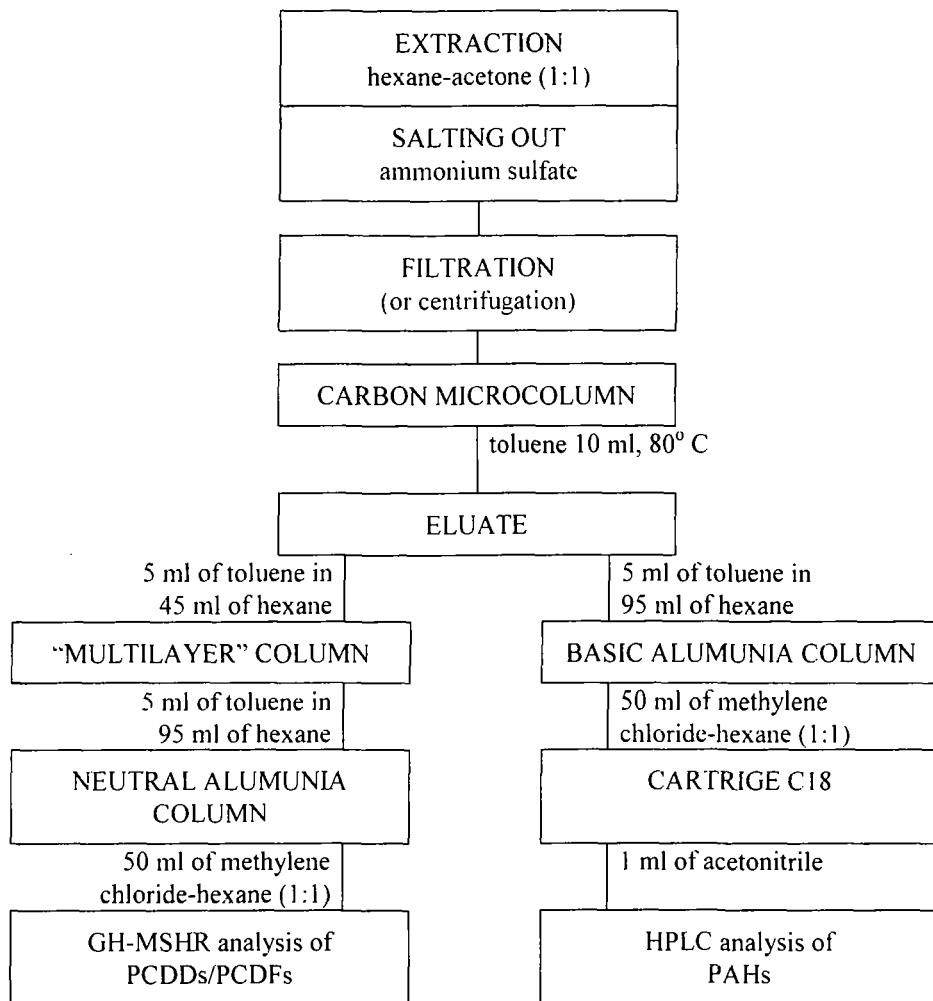 EXTRACTION
hexane-acetone (1:1)
SALTING OUT
ammonium sulfate
FILTRATION
(or centrifugation)
CARBON MICROCOLUMN
toluene 10 ml, 80° C
ELUATE
5 ml of toluene in
45 ml of hexane
"MULTILAYER" COLUMN
5 ml of toluene in
95 ml of hexane
NEUTRAL ALUMUNIA
COLUMN
50 ml of methylene
chloride-hexane (1:1)
GH-MSHR analysis of
PCDDs/PCDFs
5 ml of toluene in
95 ml of hexane
BASIC ALUMUNIA COLUMN
50 ml of methylene
chloride-hexane (1:1)
CARTRIGE C18
1 ml of acetonitrile
HPLC analysis of
PAHs